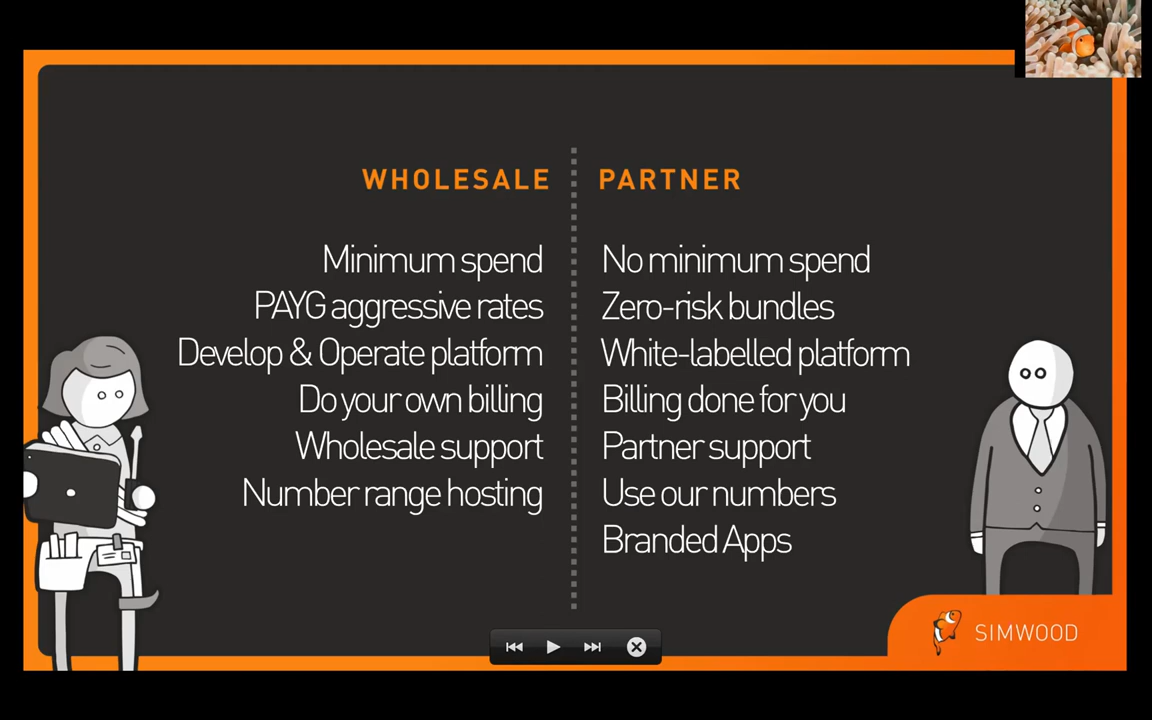 WHOLESALE
Minimum spend
PAYG aggressive rates
Develop & Operate platform
Do your own billing
Wholesale support
Number range hosting
PARTNER
No minimum spend
Zero-risk bundles
White-labelled platform
Billing done for you
Partner support
Use our numbers
Branded Apps
SIMWOOD